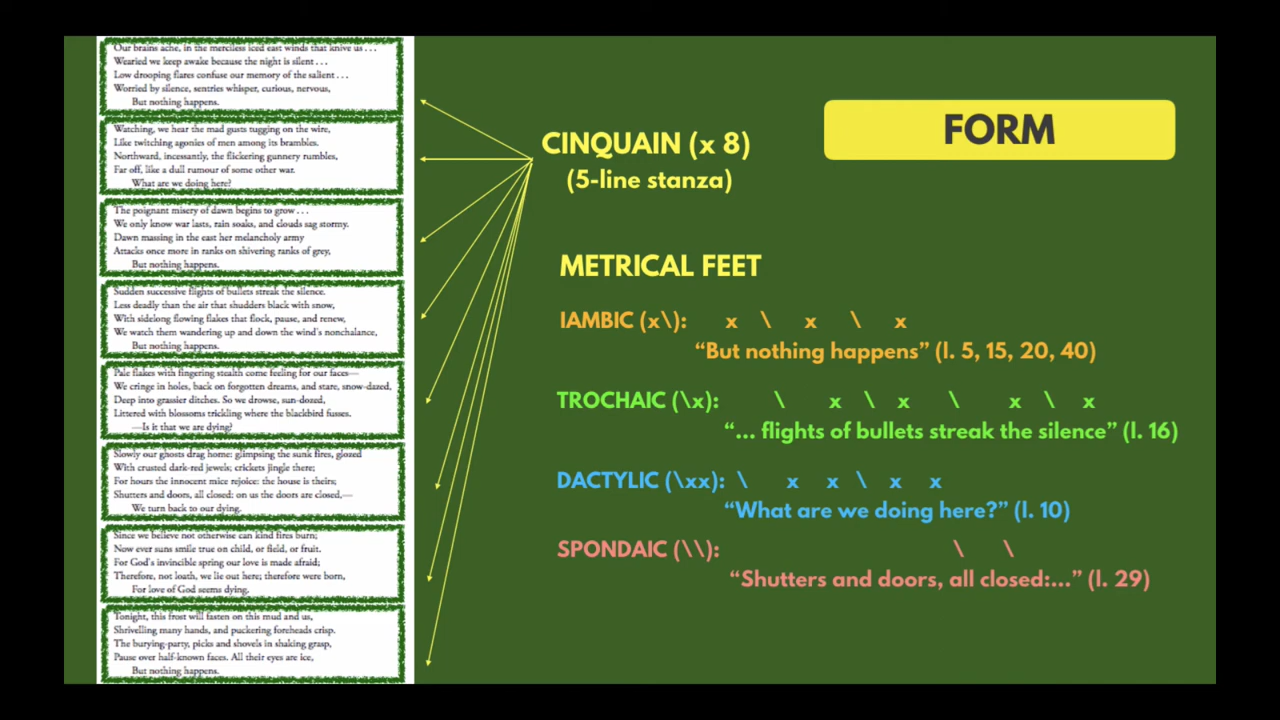 Our brains ache, in the merciless iced east winds that knive us . . .
Wearied we keep awake because the night is silent . . .
Low drooping flares confuse our memory of the salient . . .
Worried by silence, sentries whisper, curious, nervous,
But nothing happens.
Watching, we hear the mad gusts tugging on the wire,
Like twitching agonies of men among its brambles.
Northward, incessantly, the flickering gunnery rumbles,
Far off, like a dull rumour of some other war.
What are we doing here?
The poignant misery of dawn begins to grow . . .
We only know war lasts, rain soaks, and clouds sag stormy.
Dawn massing in the east her melancholy army
Attacks once more in ranks on shivering ranks of grey,
But nothing happens.
Sudden successive flights of bullets streak the silence.
Less deadly than the air that shudders black with snow,
With sidelong flowing flakes that flock, pause, and renew,
We watch them wandering up and down the wind's nonchalance,
But nothing happens.
Pale flakes with fingering stealth come feeling for our faces—
We cringe in holes, back on forgotten dreams, and stare, snow-dazed,
Deep into grassier ditches. So we drowse, sun-dozed,
Littered with blossoms trickling where the blackbird fusses.
—Is it that we are dying?
Slowly our ghosts drag home: glimpsing the sunk fires, glozed
With crusted dark-red jewels; crickets jingle there;
For hours the innocent mice rejoice: the house is theirs;
Shutters and doors, all closed: on us the doors are closed,—
We turn back to our dying.
Since we believe not otherwise can kind fires burn;
Now ever suns smile true on child, or field, or fruit.
For God's invincible spring our love is made afraid;
Therefore, not loath, we lie out here; therefore were born,
For love of God seems dying.
Tonight, this frost will fasten on this mud and us,
Shrivelling many hands, and puckering foreheads crisp.
The burying-party, picks and shovels in shaking grasp,
Pause over half-known faces. All their eyes are ice,
But nothing happens.
FORM
CINQUAIN (x 8)
(5-line stanza)
METRICAL FEET
IAMBIC (x\): x \ x \ x
“But nothing happens” (l. 5, 15, 20, 40)
TROCHAIC (\x): \ x \ x \ x \ x
“... flights of bullets streak the silence” (l. 16)
DACTYLIC (\xx): \ x x \ x x
“What are we doing here?” (l. 10)
SPONDAIC (\\): \ \
“Shutters and doors, all closed:...” (l. 29)